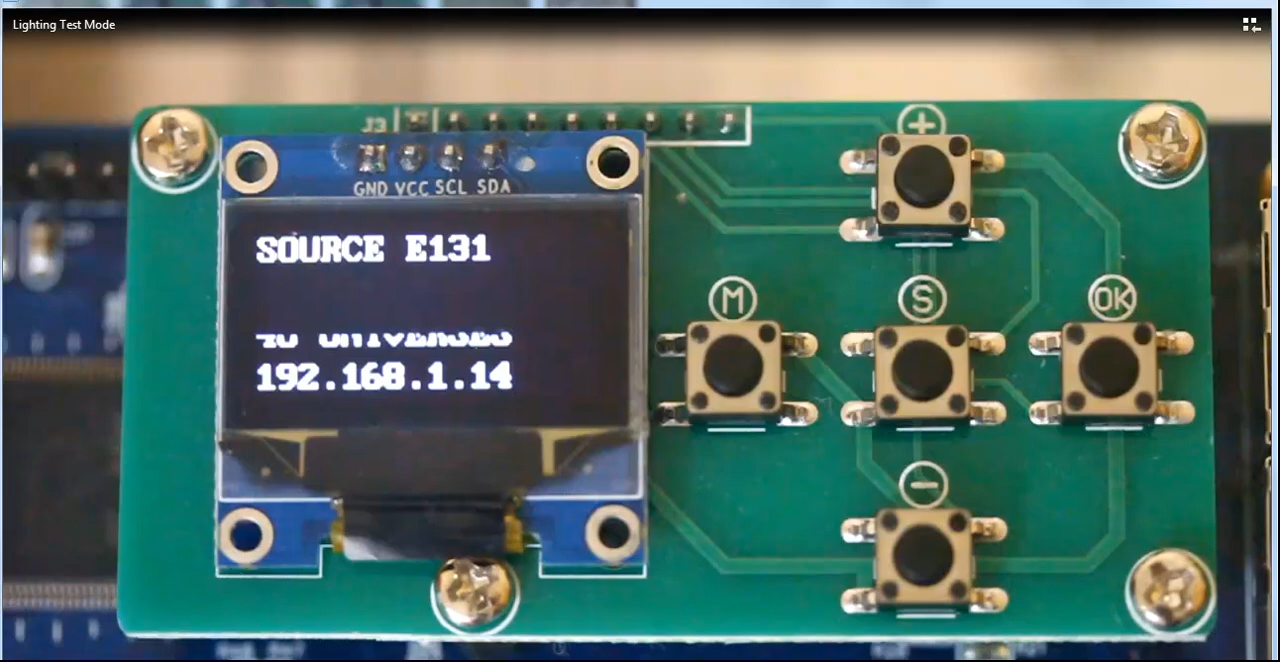 Lighting Test Mode
J3
GND VCC SCL SDA
SOURCE E131
192.168.1.14
+
M
S
OK
-